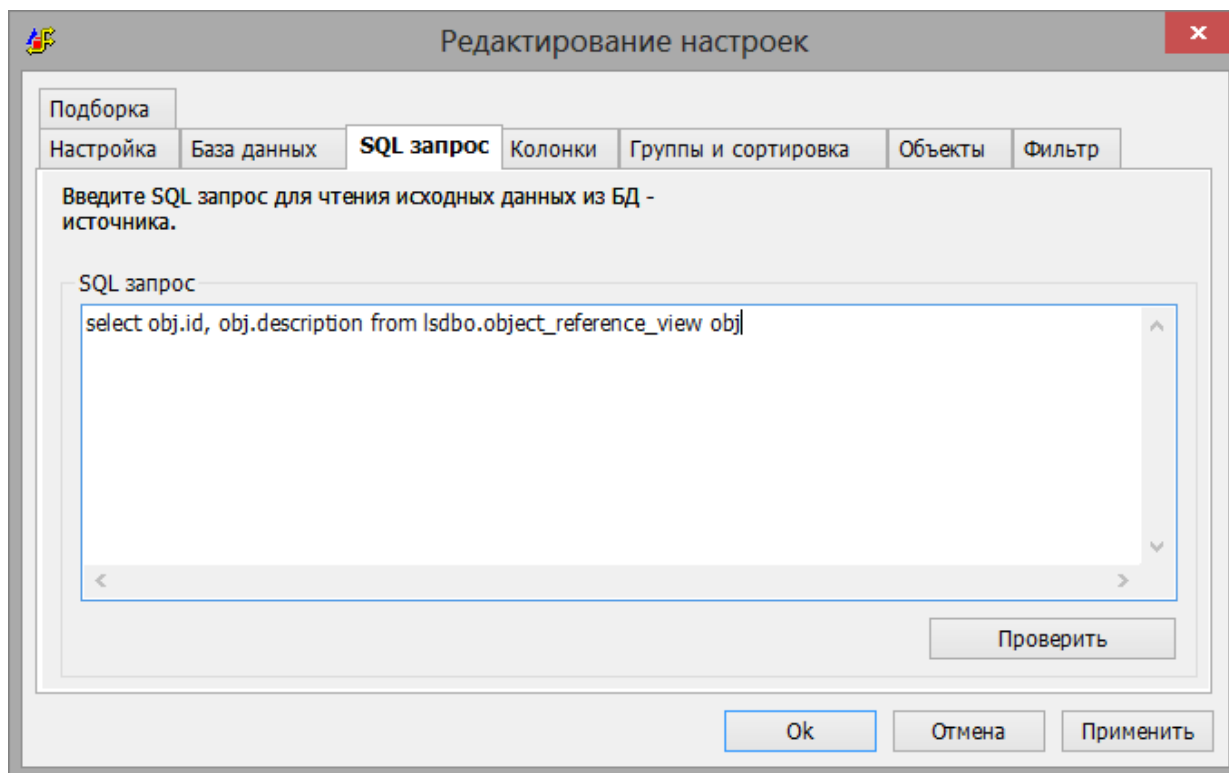 Редактирование настроек
Подборка
Настройка База данных SQL запрос Колонки Группы и сортировка Объекты Фильтр
Введите SQL запрос для чтения исходных данных из БД -
источника.
SQL запрос
select obj.id, obj.description from lsdbo.object_reference_view obj
Проверить
Ok Отмена Применить